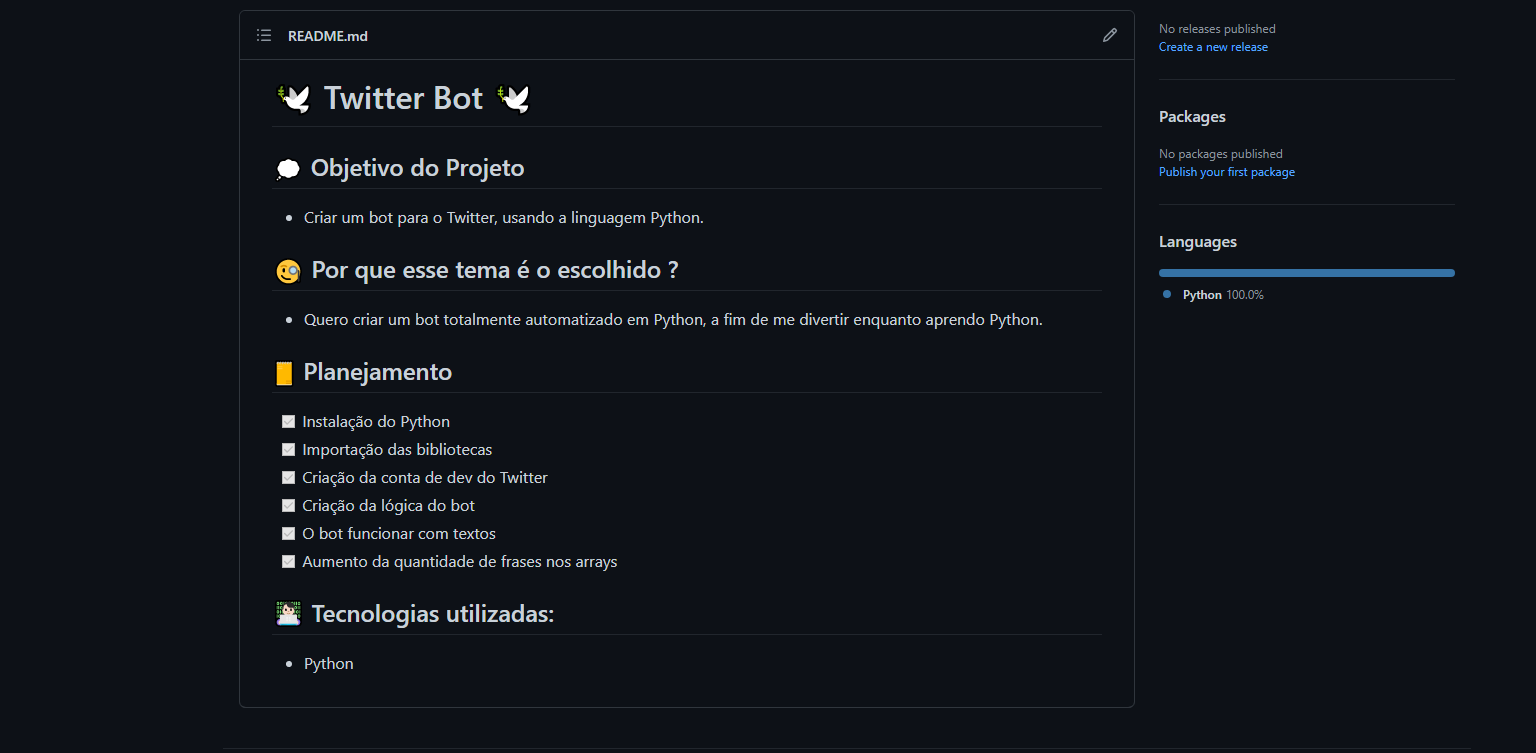 README.md
🕊️ Twitter Bot 🕊️
💭 Objetivo do Projeto
• Criar um bot para o Twitter, usando a linguagem Python.
🧐 Por que esse tema é o escolhido ?
• Quero criar um bot totalmente automatizado em Python, a fim de me divertir enquanto aprendo Python.
📒 Planejamento
Instalação do Python
Importação das bibliotecas
Criação da conta de dev do Twitter
Criação da lógica do bot
O bot funcionar com textos
Aumento da quantidade de frases nos arrays
👩🏻‍💻 Tecnologias utilizadas:
• Python
No releases published
Create a new release
Packages
No packages published
Publish your first package
Languages
Python 100.0%